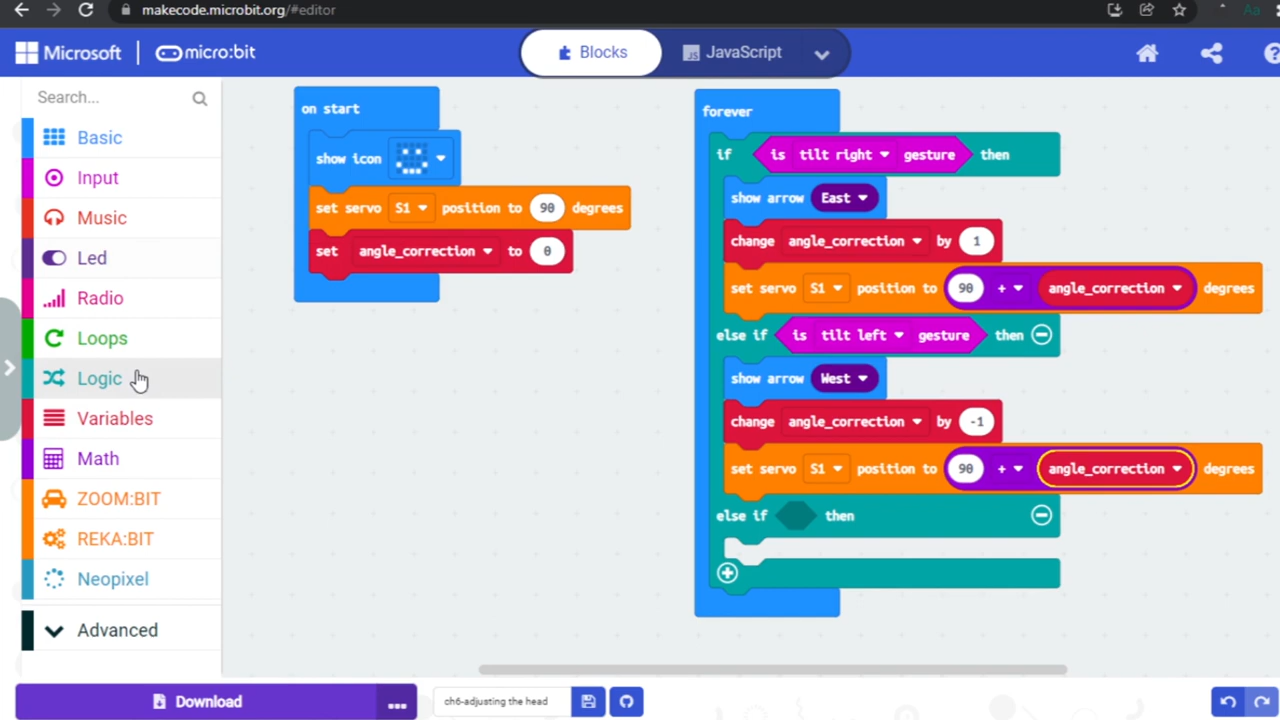 makecode.microbit.org/#editor
Aa
Microsoft
micro:bit
Blocks
JS JavaScript
?
Search...
Basic
Input
Music
Led
Radio
Loops
Logic
Variables
Math
ZOOM:BIT
REKA:BIT
Neopixel
Advanced
on start
show icon
set servo S1 position to 90 degrees
set angle_correction to 0
forever
if is tilt right gesture then
show arrow East
change angle_correction by 1
set servo S1 position to 90 + angle_correction degrees
else if is tilt left gesture then
show arrow West
change angle_correction by -1
set servo S1 position to 90 + angle_correction degrees
else if then
Download
...
ch6-adjusting the head